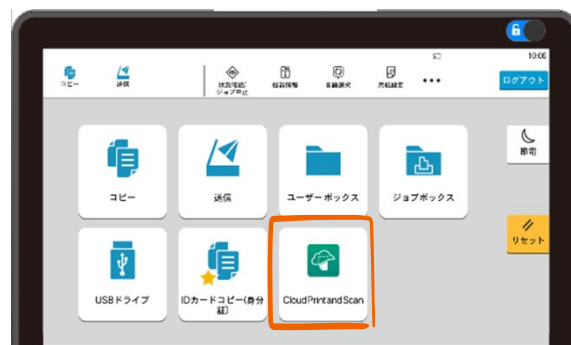 10:06
コピー
送信
状況確認/
ジョブ中止
機器情報
言語選択
用紙設定
ログアウト
コピー
送信
ユーザーボックス
ジョブボックス
節電
リセット
USBドライブ
IDカードコピー(身分
証)
Cloud Print and Scan